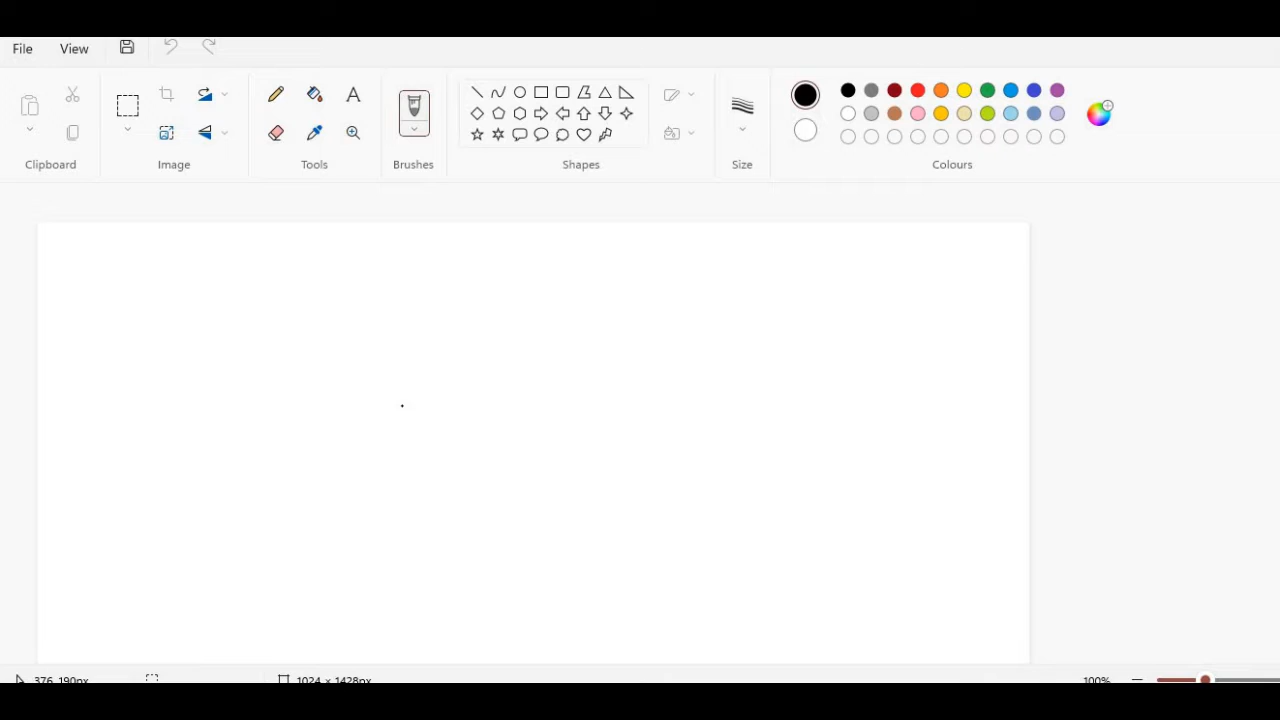 File View
Clipboard Image Tools Brushes Shapes Size Colours
376, 190px 1024 × 1428px 100%